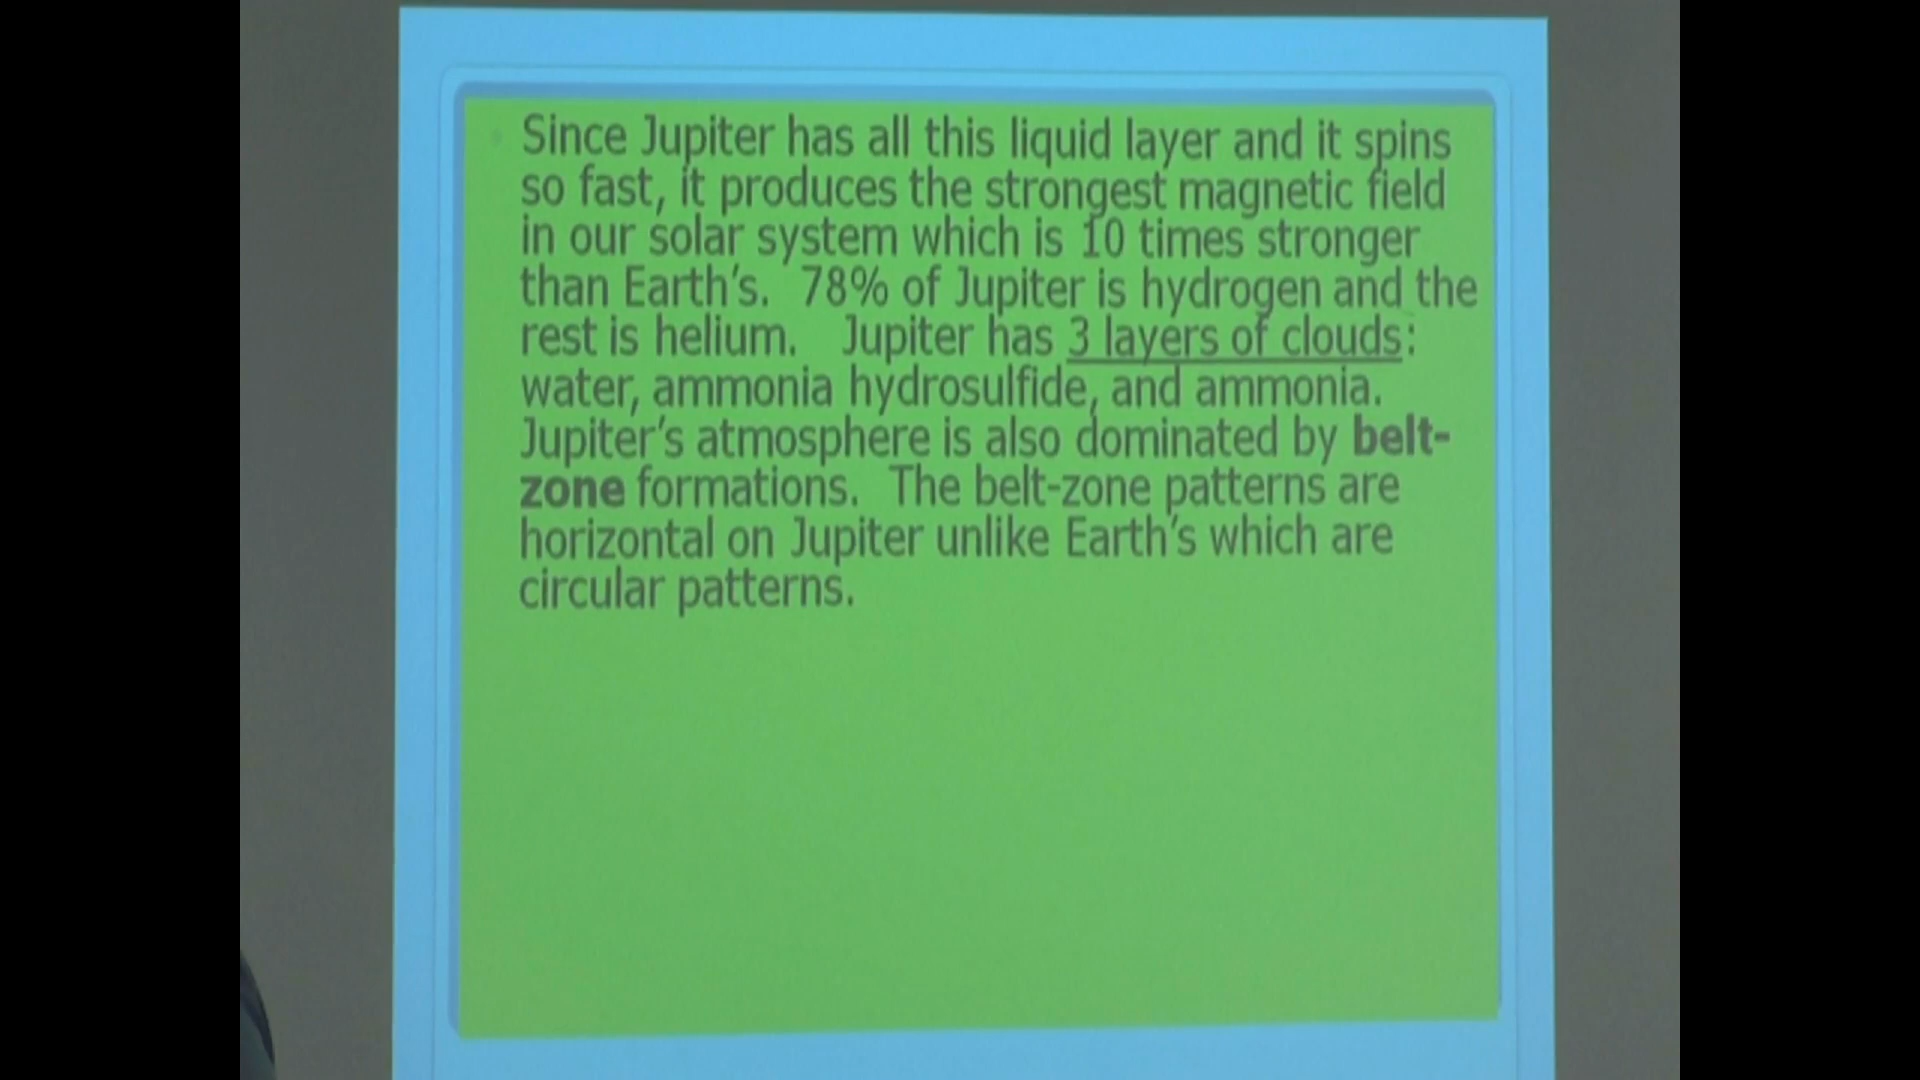 Since Jupiter has all this liquid layer and it spins
so fast, it produces the strongest magnetic field
in our solar system which is 10 times stronger
than Earth's.  78% of Jupiter is hydrogen and the
rest is helium.   Jupiter has 3 layers of clouds:
water, ammonia hydrosulfide, and ammonia.
Jupiter's atmosphere is also dominated by belt-
zone formations.  The belt-zone patterns are
horizontal on Jupiter unlike Earth's which are
circular patterns.